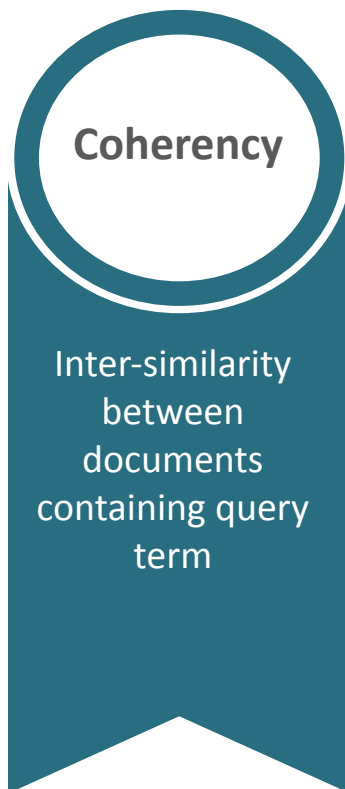 Coherency
Inter-similarity
between
documents
containing query
term